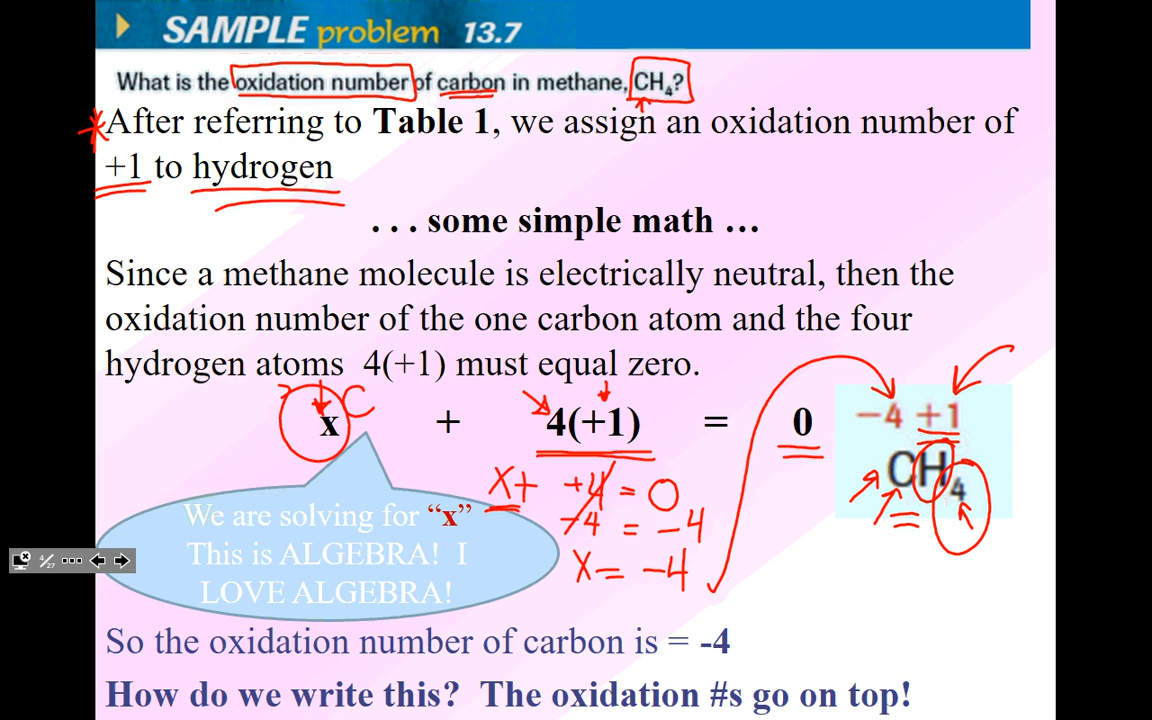 SAMPLE problem 13.7
What is the oxidation number of carbon in methane, CH₄?
After referring to Table 1, we assign an oxidation number of
+1 to hydrogen
. . . some simple math …
Since a methane molecule is electrically neutral, then the
oxidation number of the one carbon atom and the four
hydrogen atoms 4(+1) must equal zero.
C
x + 4(+1) = 0
-4 +1
CH₄
x + +4 = 0
-4 = -4
x = -4
We are solving for “x”
This is ALGEBRA! I
LOVE ALGEBRA!
4/27
So the oxidation number of carbon is = -4
How do we write this? The oxidation #s go on top!